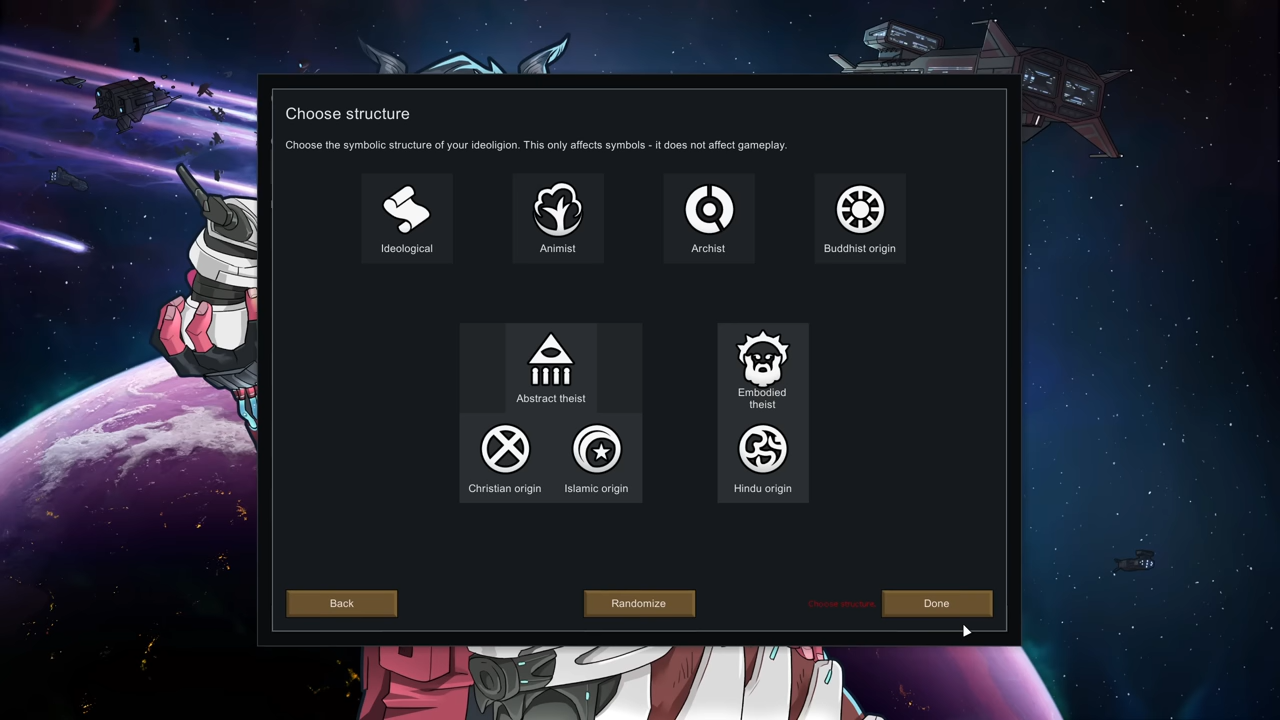 Choose structure
Choose the symbolic structure of your ideoligion. This only affects symbols - it does not affect gameplay.
Ideological
Animist
Archist
Buddhist origin
Abstract theist
Embodied
theist
Christian origin
Islamic origin
Hindu origin
Back
Randomize
Choose structure.
Done